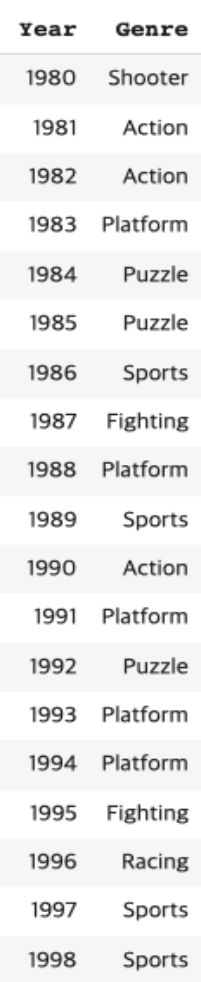 Year Genre
1980 Shooter
1981 Action
1982 Action
1983 Platform
1984 Puzzle
1985 Puzzle
1986 Sports
1987 Fighting
1988 Platform
1989 Sports
1990 Action
1991 Platform
1992 Puzzle
1993 Platform
1994 Platform
1995 Fighting
1996 Racing
1997 Sports
1998 Sports